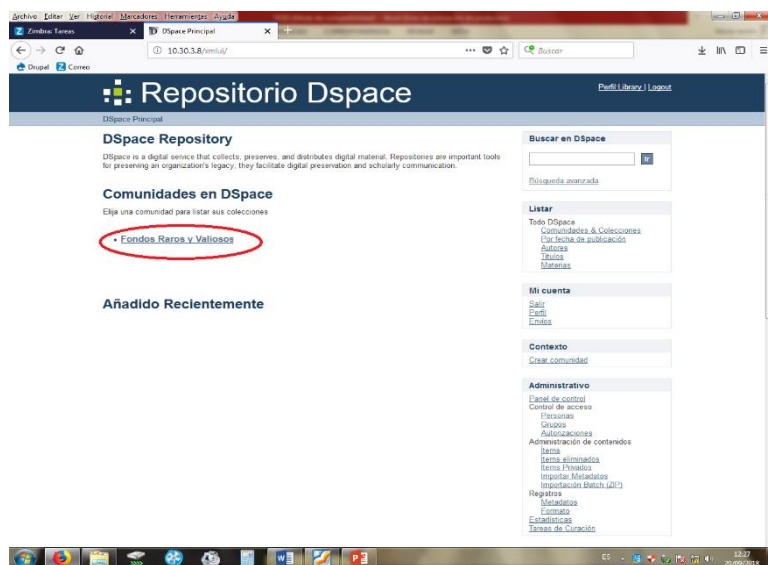 Archivo Editar Ver Historial Marcadores Herramientas Ayuda
Zimbra: Tareas
DSpace Principal
10.30.3.8/xmlui/
Buscar
Drupal
Correo
Repositorio Dspace
Perfil Library | Logout
DSpace Principal
DSpace Repository
DSpace is a digital service that collects, preserves, and distributes digital material. Repositories are important tools
for preserving an organization's legacy; they facilitate digital preservation and scholarly communication.
Comunidades en DSpace
Elija una comunidad para listar sus colecciones
• Fondos Raros y Valiosos
Añadido Recientemente
Buscar en DSpace
Ir
Búsqueda avanzada
Listar
Todo DSpace
Comunidades & Colecciones
Por fecha de publicación
Autores
Títulos
Materias
Mi cuenta
Salir
Perfil
Envíos
Contexto
Crear comunidad
Administrativo
Panel de control
Control de acceso
Personas
Grupos
Autorizaciones
Administración de contenidos
Items
Items eliminados
Items Privados
Importar Metadatos
Importación Batch (ZIP)
Registros
Metadatos
Formato
Estadísticas
Tareas de Curación
ES
12:27
20/09/2018